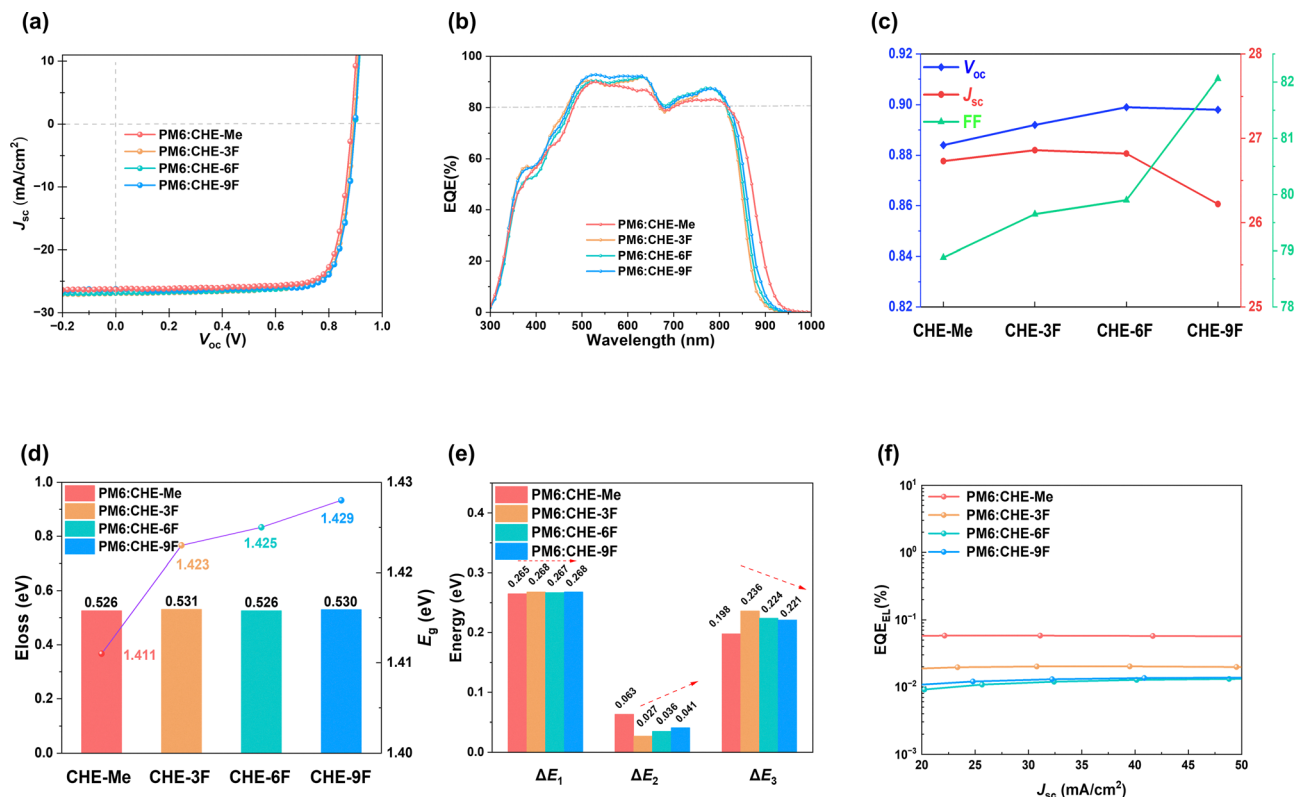 (a)
10
0
−10
−20
−30
Jsc (mA/cm2)
PM6:CHE-Me
PM6:CHE-3F
PM6:CHE-6F
PM6:CHE-9F
−0.2
0.0
0.2
0.4
0.6
0.8
1.0
Voc (V)
(b)
100
80
60
40
20
0
EQE(%)
PM6:CHE-Me
PM6:CHE-3F
PM6:CHE-6F
PM6:CHE-9F
300
400
500
600
700
800
900
1000
Wavelength (nm)
(c)
0.92
0.90
0.88
0.86
0.84
0.82
Voc
Jsc
FF
28
27
26
25
82
81
80
79
78
CHE-Me
CHE-3F
CHE-6F
CHE-9F
(d)
1.0
0.8
0.6
0.4
0.2
0.0
Eloss (eV)
PM6:CHE-Me
PM6:CHE-3F
PM6:CHE-6F
PM6:CHE-9F
1.429
1.425
1.423
1.411
0.526
0.531
0.526
0.530
1.43
1.42
1.41
1.40
Eg (eV)
CHE-Me
CHE-3F
CHE-6F
CHE-9F
(e)
0.4
0.3
0.2
0.1
0.0
Energy (eV)
PM6:CHE-Me
PM6:CHE-3F
PM6:CHE-6F
PM6:CHE-9F
0.265
0.268
0.267
0.268
0.063
0.027
0.036
0.041
0.198
0.236
0.224
0.221
ΔE1
ΔE2
ΔE3
(f)
10^1
10^0
10^−1
10^−2
10^−3
EQEEL(%)
PM6:CHE-Me
PM6:CHE-3F
PM6:CHE-6F
PM6:CHE-9F
20
25
30
35
40
45
50
Jsc (mA/cm2)